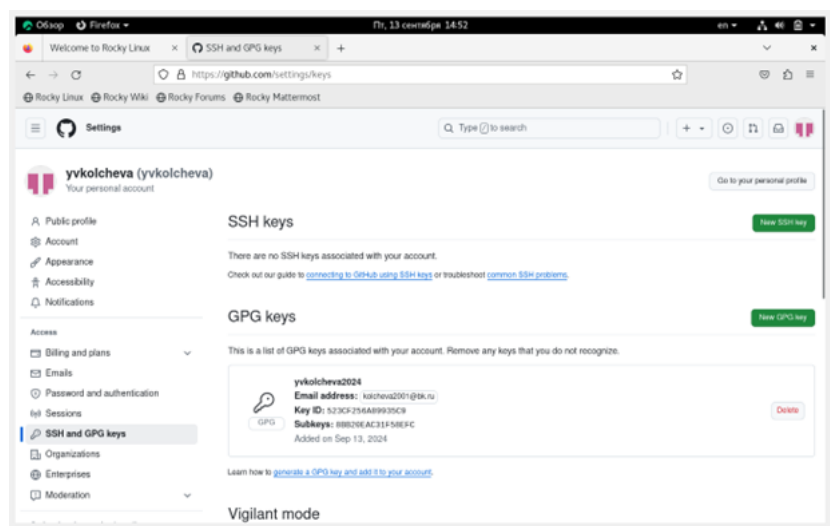 Обзор Firefox Пт, 13 сентября 14:52 en
Welcome to Rocky Linux × SSH and GPG keys × +
https://github.com/settings/keys
Rocky Linux Rocky Wiki Rocky Forums Rocky Mattermost
Settings Type / to search
yvkolcheva (yvkolcheva)
Your personal account
Go to your personal profile
Public profile
Account
Appearance
Accessibility
Notifications
Access
Billing and plans
Emails
Password and authentication
Sessions
SSH and GPG keys
Organizations
Enterprises
Moderation
SSH keys
New SSH key
There are no SSH keys associated with your account.
Check out our guide to connecting to GitHub using SSH keys or troubleshoot common SSH problems.
GPG keys
New GPG key
This is a list of GPG keys associated with your account. Remove any keys that you do not recognize.
yvkolcheva2024
Email address: kolcheva2001@bk.ru
Key ID: 523CF256A89935C9
GPG
Subkeys: 88B20EAC31F58EFC
Added on Sep 13, 2024
Delete
Learn how to generate a GPG key and add it to your account.
Vigilant mode